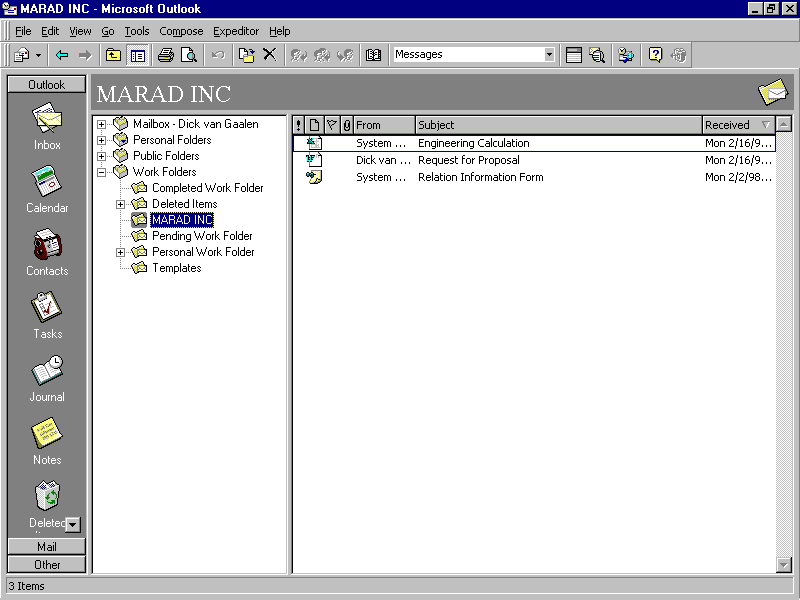 MARAD INC - Microsoft Outlook
File Edit View Go Tools Compose Expeditor Help
Messages
Outlook
MARAD INC
Inbox
Calendar
Contacts
Tasks
Journal
Notes
Deleted
Mail
Other
Mailbox - Dick van Gaalen
Personal Folders
Public Folders
Work Folders
Completed Work Folder
Deleted Items
MARAD INC
Pending Work Folder
Personal Work Folder
Templates
! From Subject Received
System ... Engineering Calculation Mon 2/16/9...
Dick van ... Request for Proposal Mon 2/16/9...
System ... Relation Information Form Mon 2/2/98...
3 Items